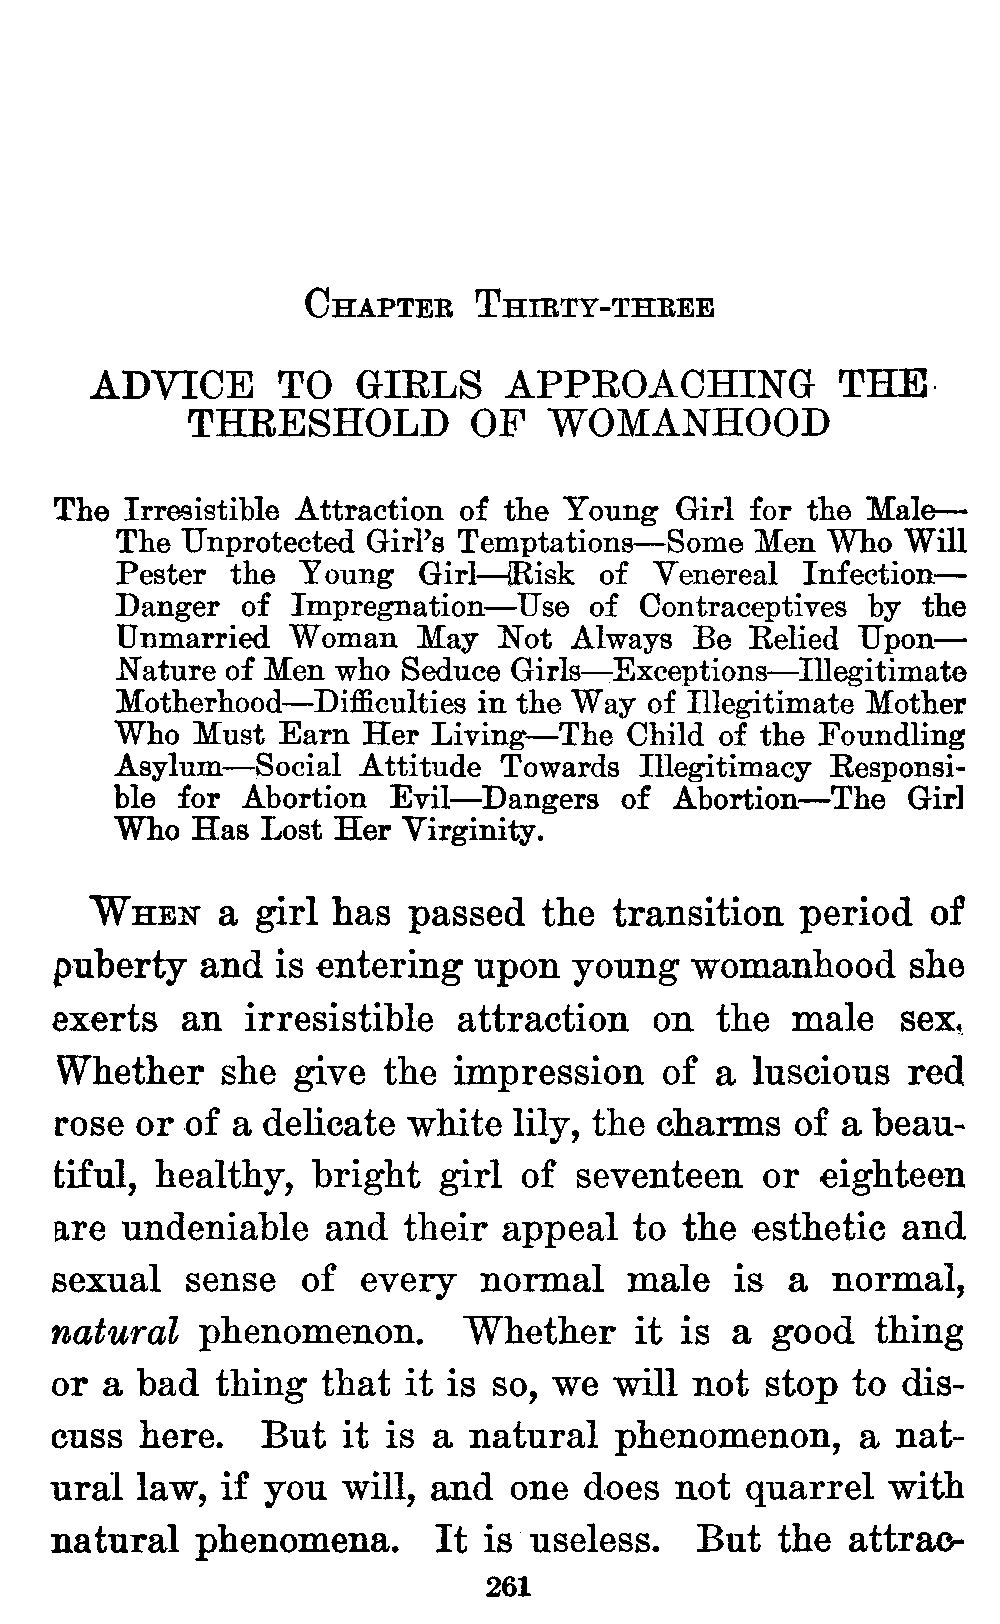 CHAPTER THIRTY-THREE
ADVICE TO GIRLS APPROACHING THE
THRESHOLD OF WOMANHOOD
The Irresistible Attraction of the Young Girl for the Male—
The Unprotected Girl's Temptations—Some Men Who Will
Pester the Young Girl—Risk of Venereal Infection—
Danger of Impregnation—Use of Contraceptives by the
Unmarried Woman May Not Always Be Relied Upon—
Nature of Men who Seduce Girls—Exceptions—Illegitimate
Motherhood—Difficulties in the Way of Illegitimate Mother
Who Must Earn Her Living—The Child of the Foundling
Asylum—Social Attitude Towards Illegitimacy Responsi-
ble for Abortion Evil—Dangers of Abortion—The Girl
Who Has Lost Her Virginity.
WHEN a girl has passed the transition period of
puberty and is entering upon young womanhood she
exerts an irresistible attraction on the male sex.
Whether she give the impression of a luscious red
rose or of a delicate white lily, the charms of a beau-
tiful, healthy, bright girl of seventeen or eighteen
are undeniable and their appeal to the esthetic and
sexual sense of every normal male is a normal,
natural phenomenon. Whether it is a good thing
or a bad thing that it is so, we will not stop to dis-
cuss here. But it is a natural phenomenon, a nat-
ural law, if you will, and one does not quarrel with
natural phenomena. It is useless. But the attrac-
261